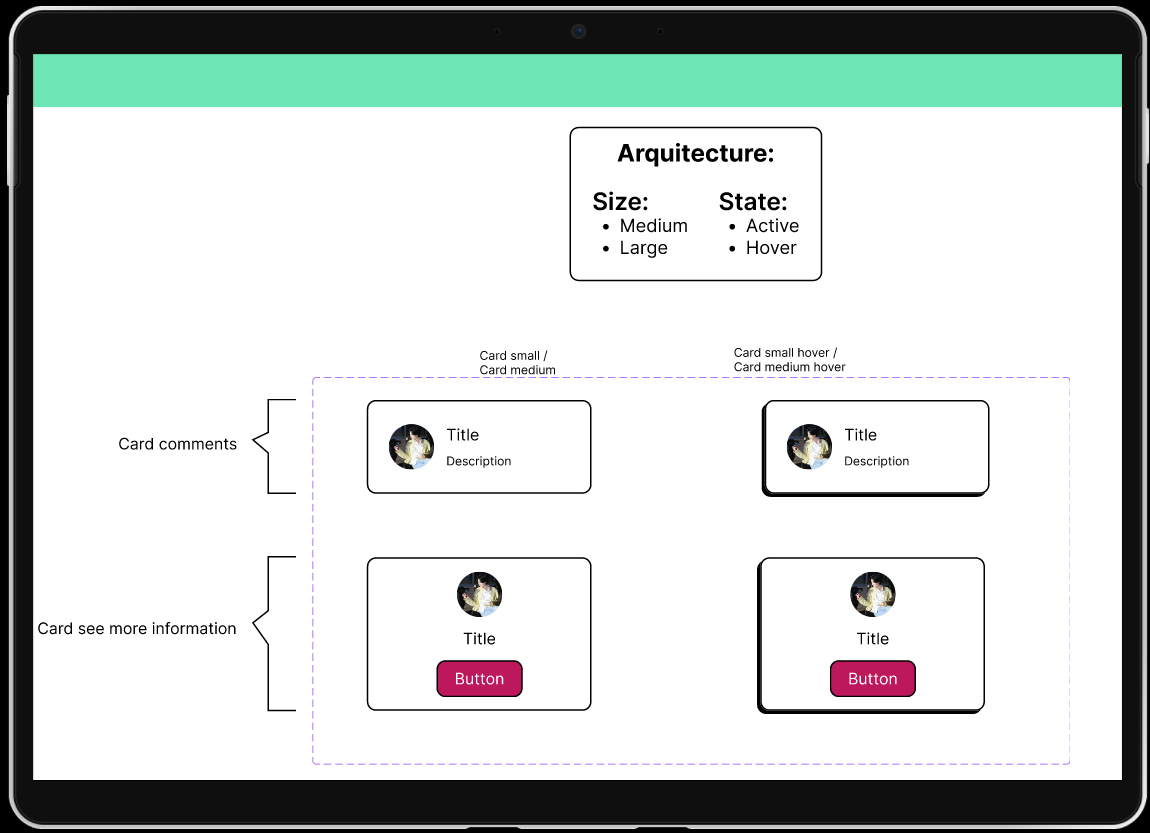 Arquitecture:
Size:
• Medium
• Large
State:
• Active
• Hover
Card small /
Card medium
Card small hover /
Card medium hover
Card comments
Title
Description
Title
Description
Card see more information
Title
Button
Title
Button